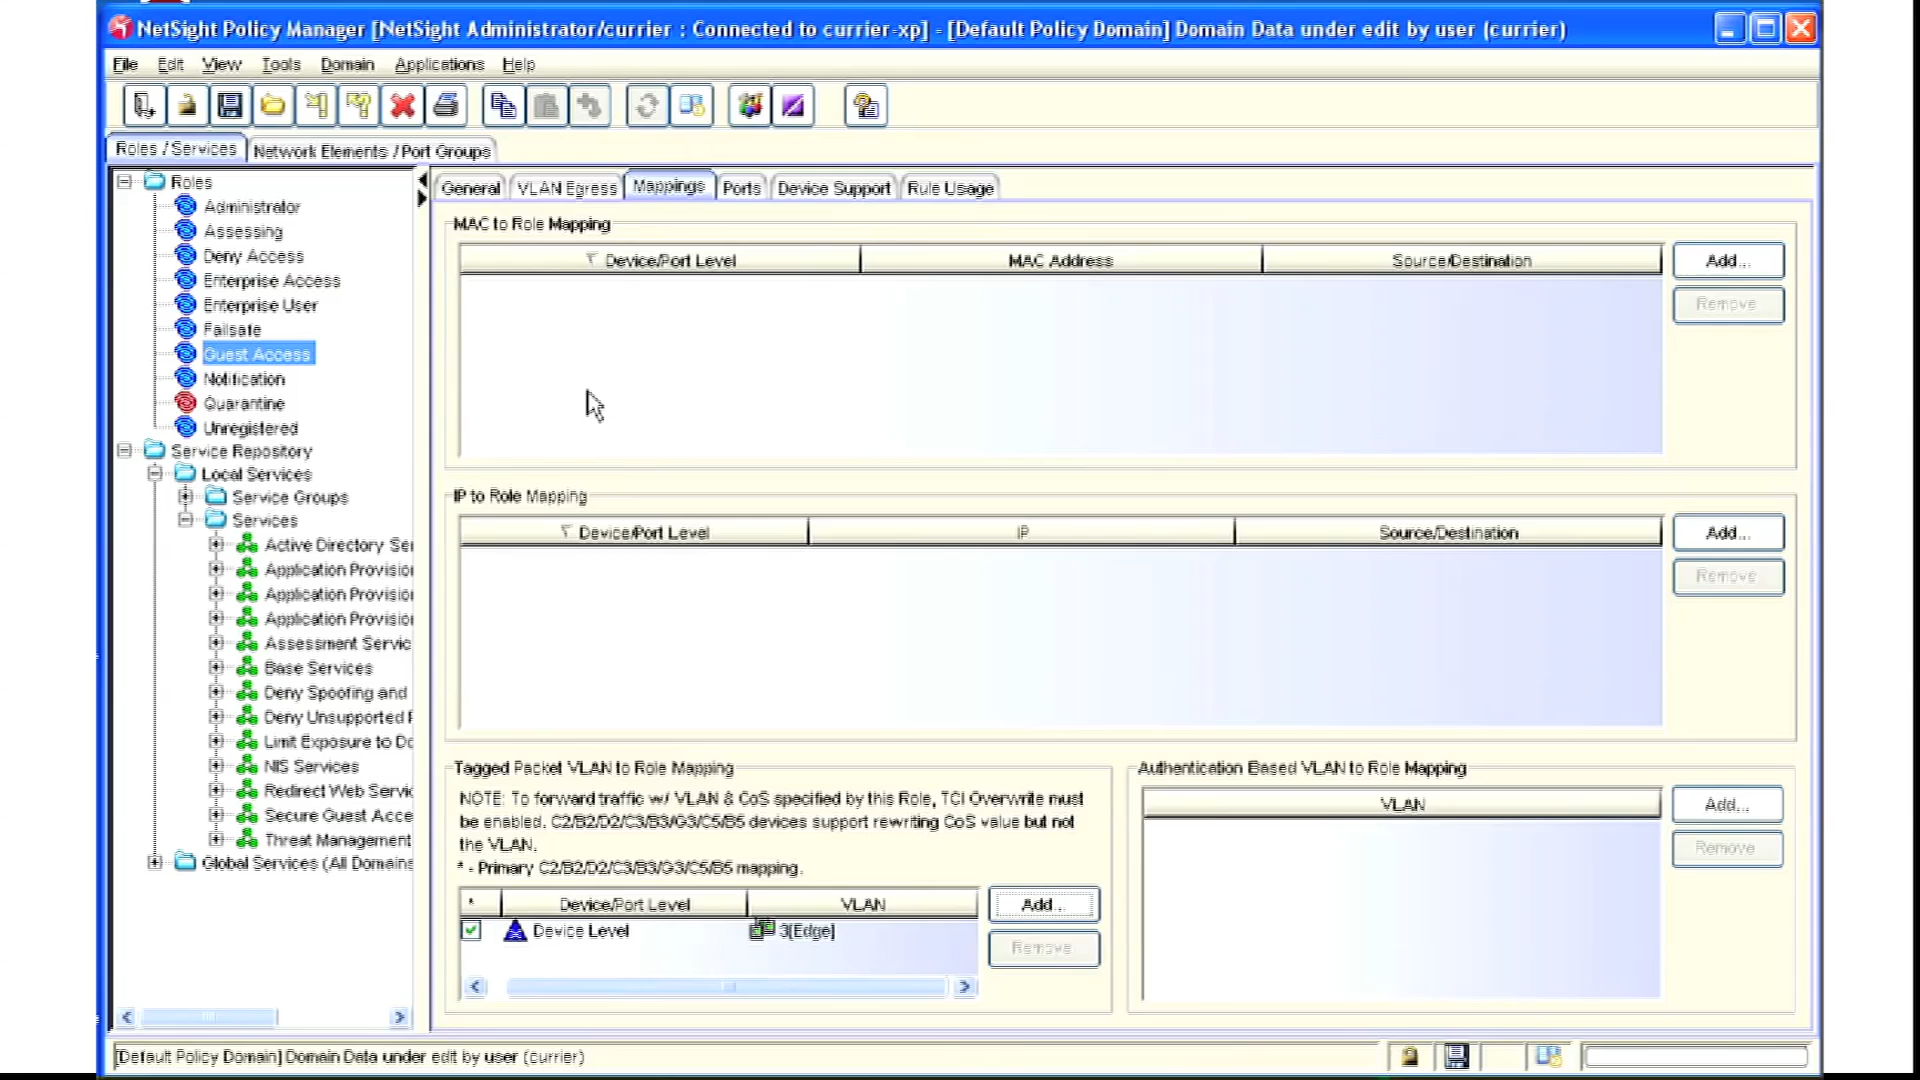 NetSight Policy Manager [NetSight Administrator/currier : Connected to currier-xp] - [Default Policy Domain] Domain Data under edit by user (currier)
File Edit View Tools Domain Applications Help
Roles / Services Network Elements / Port Groups
Roles
Administrator
Assessing
Deny Access
Enterprise Access
Enterprise User
Failsafe
Guest Access
Notification
Quarantine
Unregistered
Service Repository
Local Services
Service Groups
Services
Active Directory Ser
Application Provision
Application Provision
Application Provision
Assessment Servic
Base Services
Deny Spoofing and
Deny Unsupported P
Limit Exposure to Do
NIS Services
Redirect Web Servic
Secure Guest Acce
Threat Management
Global Services (All Domains
General VLAN Egress Mappings Ports Device Support Rule Usage
MAC to Role Mapping
Device/Port Level MAC Address Source/Destination
Add...
Remove
IP to Role Mapping
Device/Port Level IP Source/Destination
Add...
Remove
Tagged Packet VLAN to Role Mapping
NOTE: To forward traffic w/ VLAN & CoS specified by this Role, TCI Overwrite must
be enabled. C2/B2/D2/C3/B3/G3/C5/B5 devices support rewriting CoS value but not
the VLAN.
* - Primary C2/B2/D2/C3/B3/G3/C5/B5 mapping.
* Device/Port Level VLAN
Device Level 3[Edge]
Add...
Remove
Authentication Based VLAN to Role Mapping
VLAN
Add...
Remove
[Default Policy Domain] Domain Data under edit by user (currier)